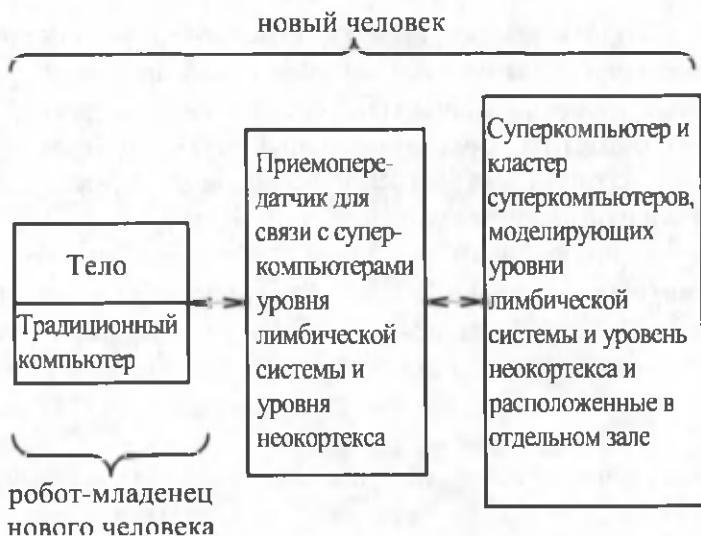 новый человек
Тело
Традиционный
компьютер
Приемопере-
датчик для
связи с супер-
компьютерами
уровня
лимбической
системы и
уровня
неокортекса
Суперкомпьютер и
кластер
суперкомпьютеров,
моделирующих
уровни
лимбической
системы и уровень
неокортекса и
расположенные в
отдельном зале
робот-младенец
нового человека